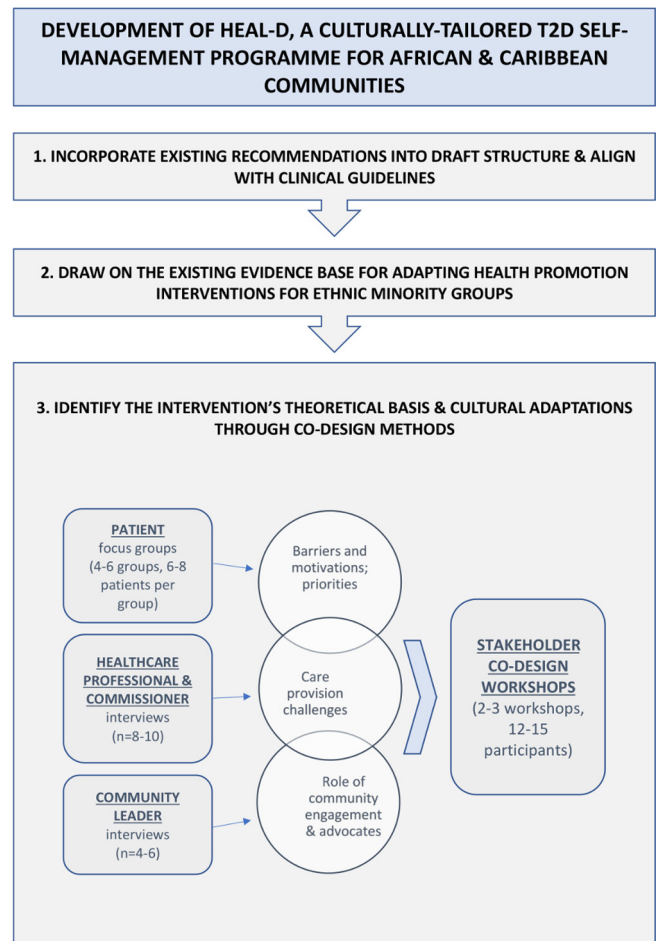 DEVELOPMENT OF HEAL-D, A CULTURALLY-TAILORED T2D SELF-
MANAGEMENT PROGRAMME FOR AFRICAN & CARIBBEAN
COMMUNITIES
1. INCORPORATE EXISTING RECOMMENDATIONS INTO DRAFT STRUCTURE & ALIGN
WITH CLINICAL GUIDELINES
2. DRAW ON THE EXISTING EVIDENCE BASE FOR ADAPTING HEALTH PROMOTION
INTERVENTIONS FOR ETHNIC MINORITY GROUPS
3. IDENTIFY THE INTERVENTION'S THEORETICAL BASIS & CULTURAL ADAPTATIONS
THROUGH CO-DESIGN METHODS
PATIENT
focus groups
(4-6 groups, 6-8
patients per
group)
Barriers and
motivations;
priorities
HEALTHCARE
PROFESSIONAL &
COMMISSIONER
interviews
(n=8-10)
Care
provision
challenges
COMMUNITY
LEADER
interviews
(n=4-6)
Role of
community
engagement
& advocates
STAKEHOLDER
CO-DESIGN
WORKSHOPS
(2-3 workshops,
12-15
participants)